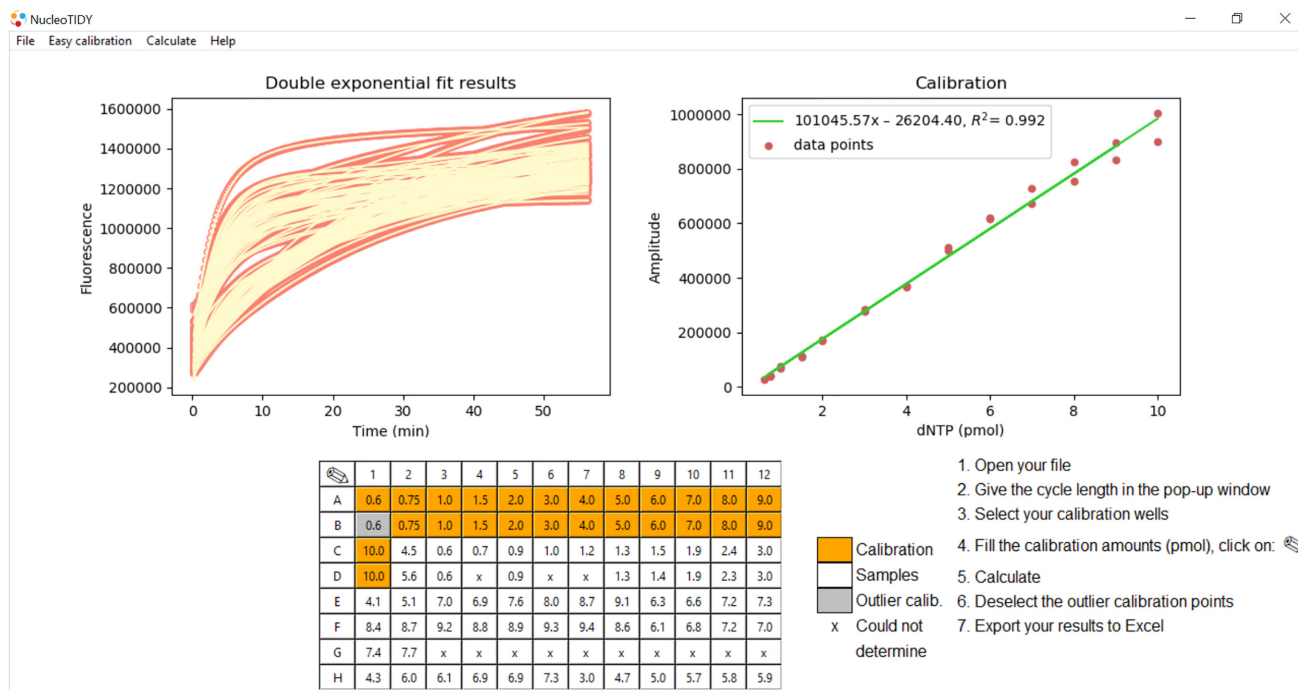 NucleoTIDY
File Easy calibration Calculate Help
Double exponential fit results
1600000
1400000
1200000
1000000
800000
600000
400000
200000
Fluorescence
0 10 20 30 40 50
Time (min)
Calibration
101045.57x – 26204.40, R²= 0.992
data points
1000000
800000
600000
400000
200000
0
Amplitude
2 4 6 8 10
dNTP (pmol)
1 2 3 4 5 6 7 8 9 10 11 12
A 0.6 0.75 1.0 1.5 2.0 3.0 4.0 5.0 6.0 7.0 8.0 9.0
B 0.6 0.75 1.0 1.5 2.0 3.0 4.0 5.0 6.0 7.0 8.0 9.0
C 10.0 4.5 0.6 0.7 0.9 1.0 1.2 1.3 1.5 1.9 2.4 3.0
D 10.0 5.6 0.6 x 0.9 x x 1.3 1.4 1.9 2.3 3.0
E 4.1 5.1 7.0 6.9 7.6 8.0 8.7 9.1 6.3 6.6 7.2 7.3
F 8.4 8.7 9.2 8.8 8.9 9.3 9.4 8.6 6.1 6.8 7.2 7.0
G 7.4 7.7 x x x x x x x x x x
H 4.3 6.0 6.1 6.9 6.9 7.3 3.0 4.7 5.0 5.7 5.8 5.9
Calibration
Samples
Outlier calib.
x Could not
determine
1. Open your file
2. Give the cycle length in the pop-up window
3. Select your calibration wells
4. Fill the calibration amounts (pmol), click on:
5. Calculate
6. Deselect the outlier calibration points
7. Export your results to Excel